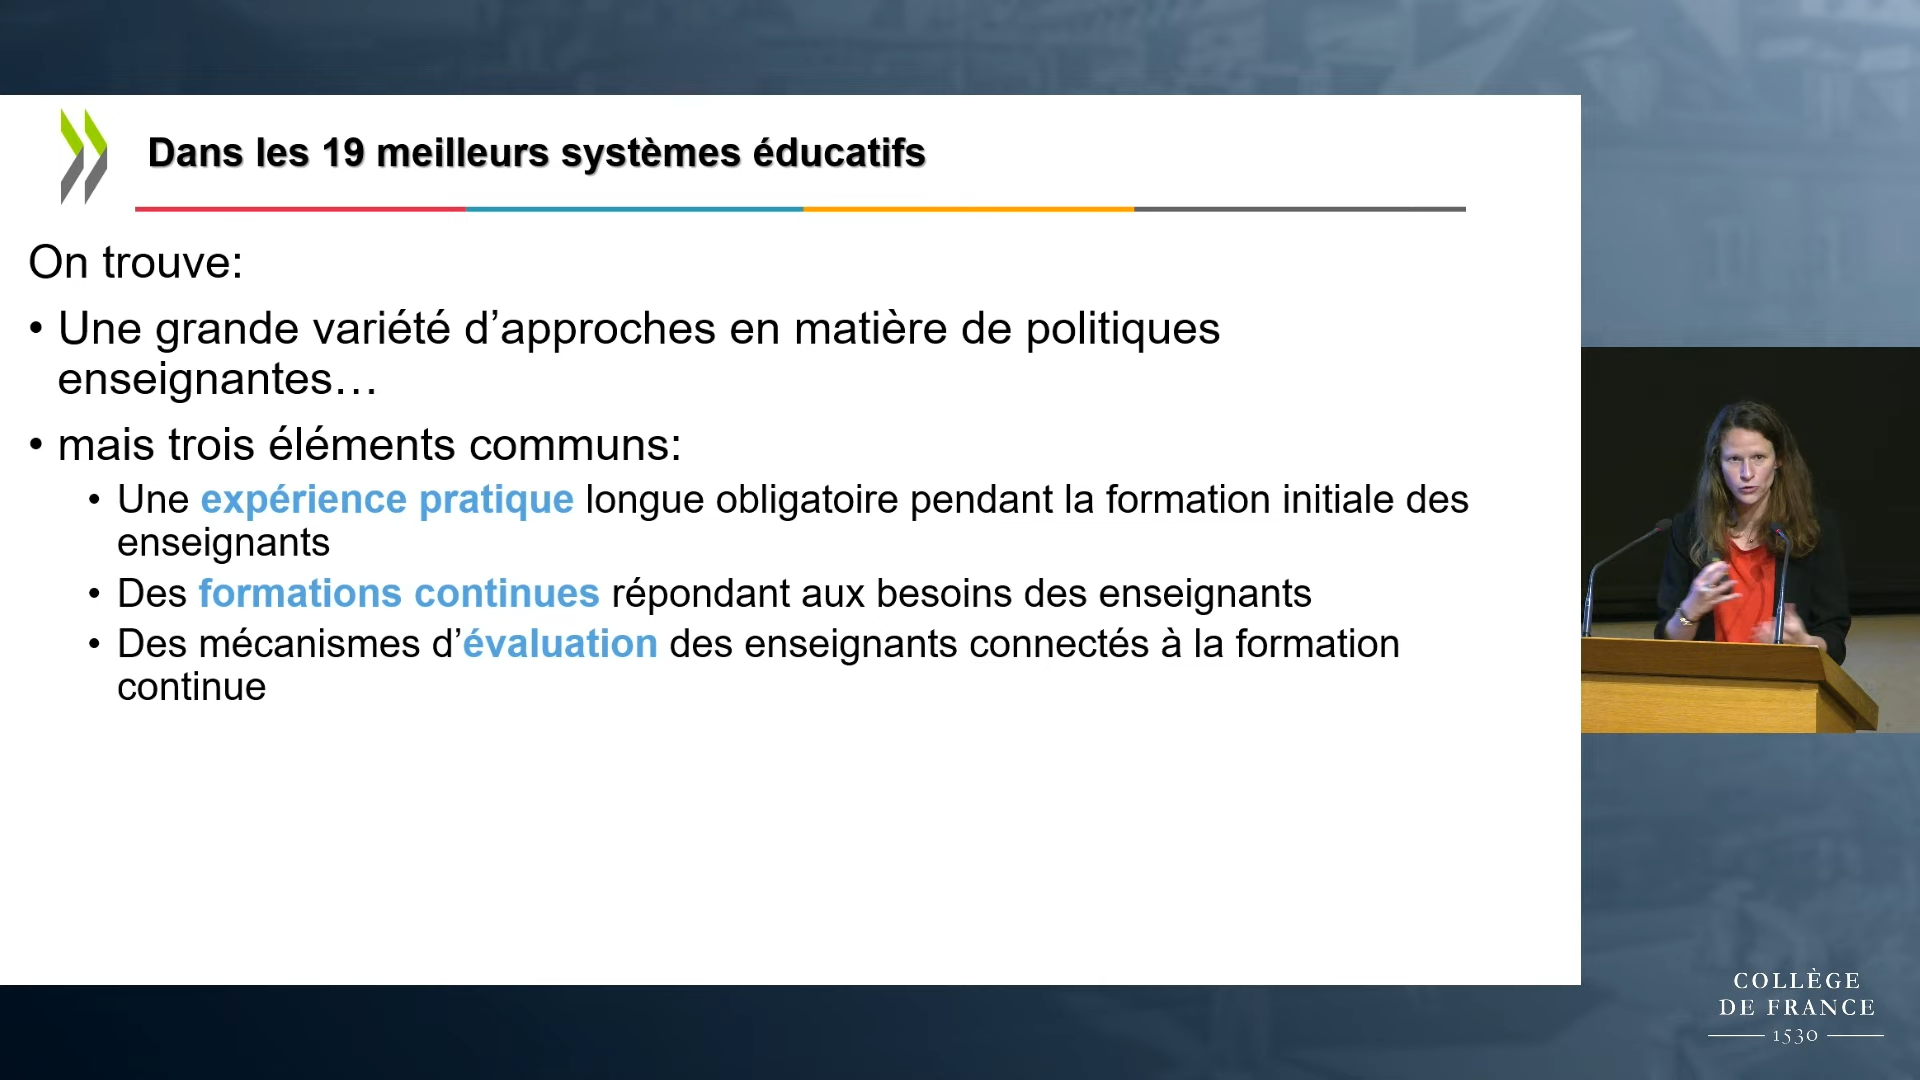 Dans les 19 meilleurs systèmes éducatifs
On trouve:
• Une grande variété d’approches en matière de politiques
enseignantes…
• mais trois éléments communs:
• Une expérience pratique longue obligatoire pendant la formation initiale des
enseignants
• Des formations continues répondant aux besoins des enseignants
• Des mécanismes d’évaluation des enseignants connectés à la formation
continue
COLLÈGE
DE FRANCE
1530